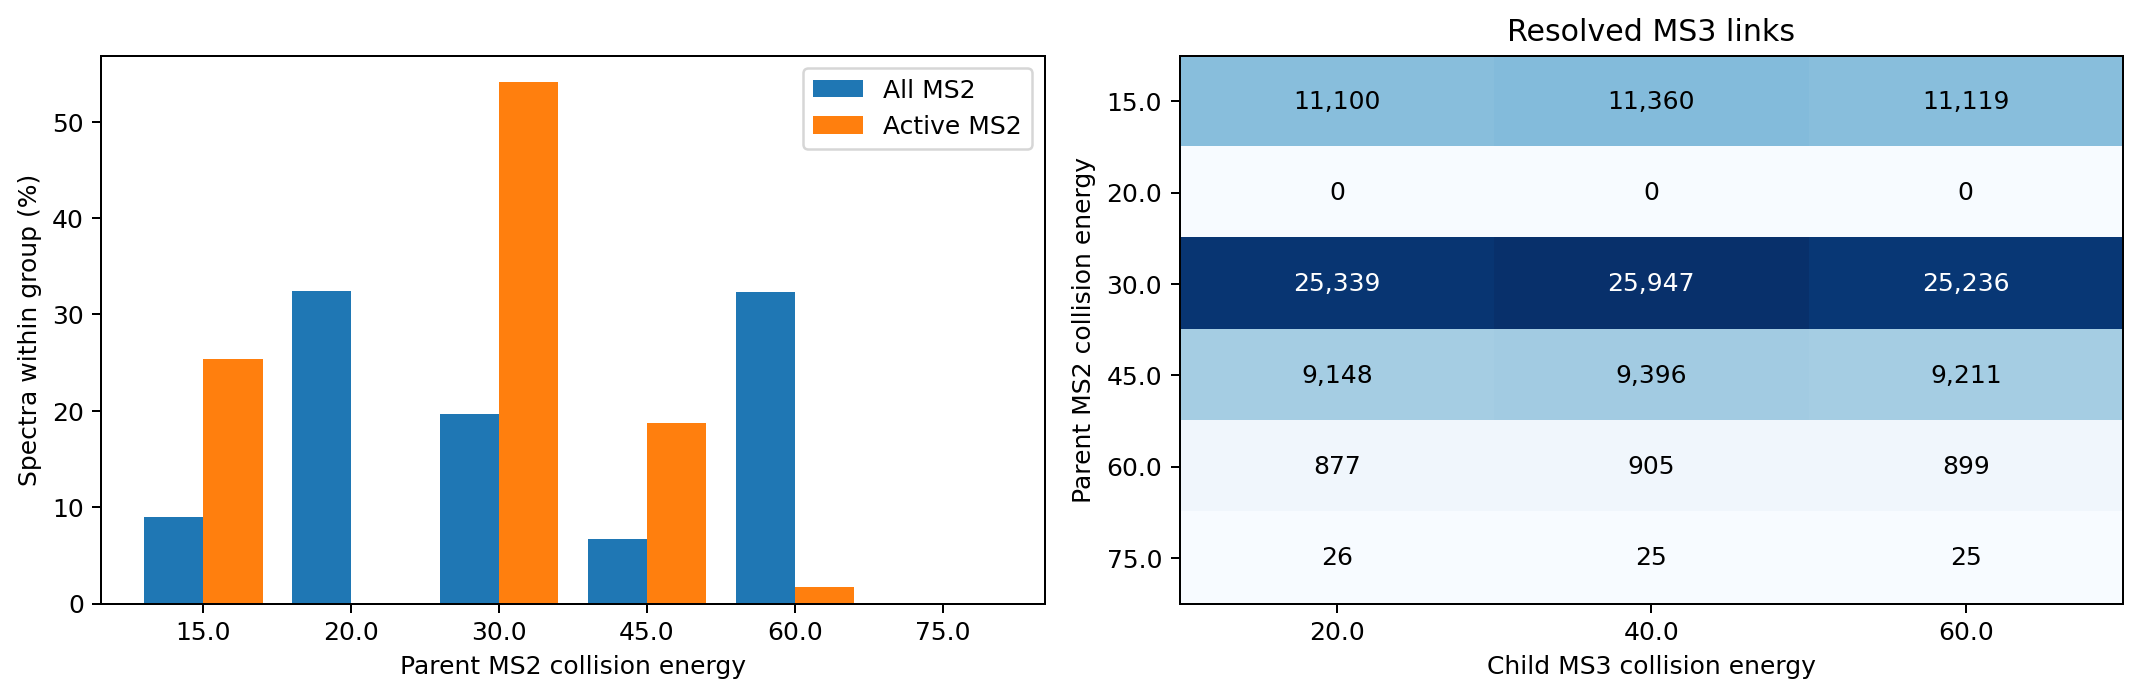 Spectra within group (%)
50
40
30
20
10
0
All MS2
Active MS2
15.0 20.0 30.0 45.0 60.0 75.0
Parent MS2 collision energy
Resolved MS3 links
Parent MS2 collision energy
15.0 11,100 11,360 11,119
20.0 0 0 0
30.0 25,339 25,947 25,236
45.0 9,148 9,396 9,211
60.0 877 905 899
75.0 26 25 25
20.0 40.0 60.0
Child MS3 collision energy